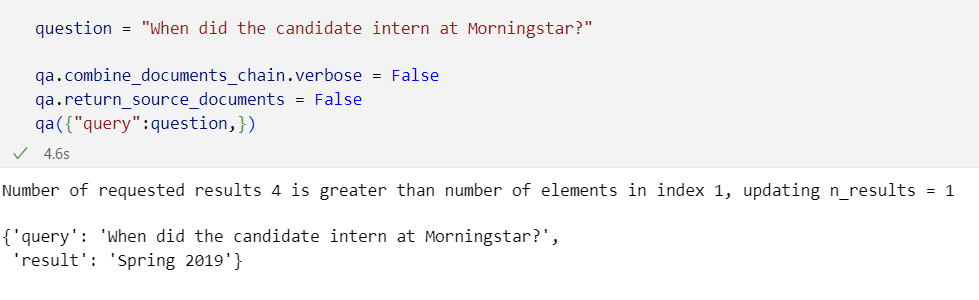 question = "When did the candidate intern at Morningstar?"
qa.combine_documents_chain.verbose = False
qa.return_source_documents = False
qa({"query":question,})
4.6s
Number of requested results 4 is greater than number of elements in index 1, updating n_results = 1
{'query': 'When did the candidate intern at Morningstar?',
'result': 'Spring 2019'}